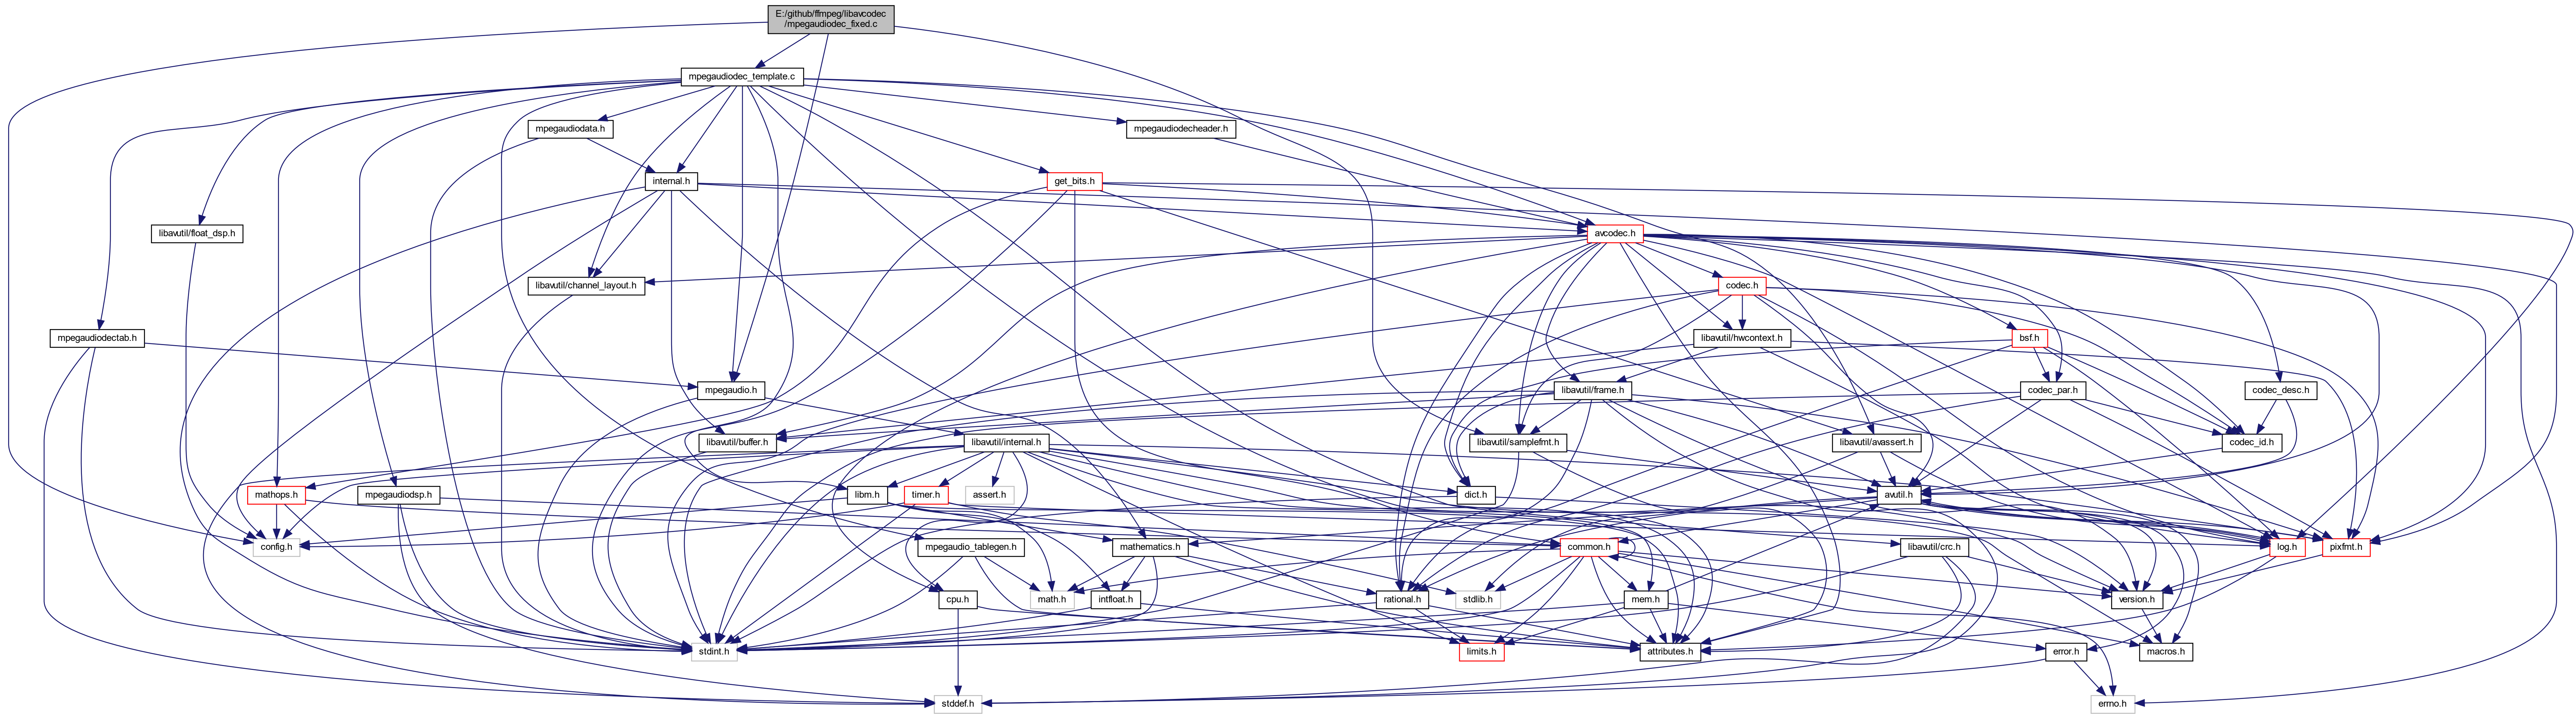 E:/github/ffmpeg/libavcodec
/mpegaudiodec_fixed.c
mpegaudiodec_template.c
mpegaudiodata.h
mpegaudiodecheader.h
internal.h
get_bits.h
libavutil/float_dsp.h
avcodec.h
libavutil/channel_layout.h
codec.h
mpegaudiodectab.h
libavutil/hwcontext.h
bsf.h
mpegaudio.h
libavutil/frame.h
codec_par.h
codec_desc.h
libavutil/buffer.h
libavutil/internal.h
libavutil/samplefmt.h
libavutil/avassert.h
codec_id.h
mathops.h
mpegaudiodsp.h
libm.h
timer.h
assert.h
dict.h
avutil.h
config.h
mpegaudio_tablegen.h
mathematics.h
common.h
libavutil/crc.h
log.h
pixfmt.h
cpu.h
math.h
intfloat.h
rational.h
stdlib.h
mem.h
version.h
stdint.h
limits.h
attributes.h
error.h
macros.h
stddef.h
errno.h